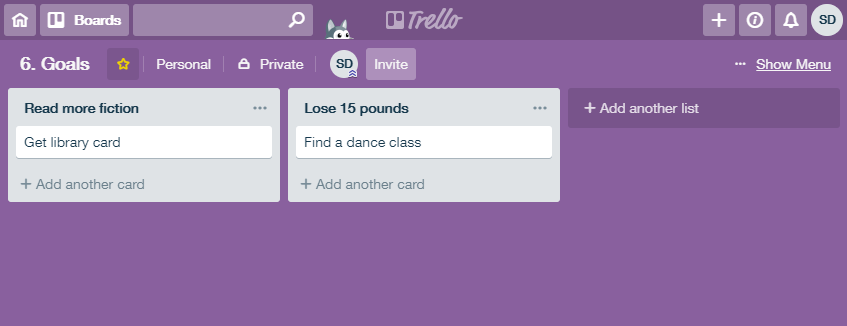 Boards
Trello
SD
6. Goals
Personal
Private
SD
Invite
... Show Menu
Read more fiction
Get library card
+ Add another card
Lose 15 pounds
Find a dance class
+ Add another card
+ Add another list